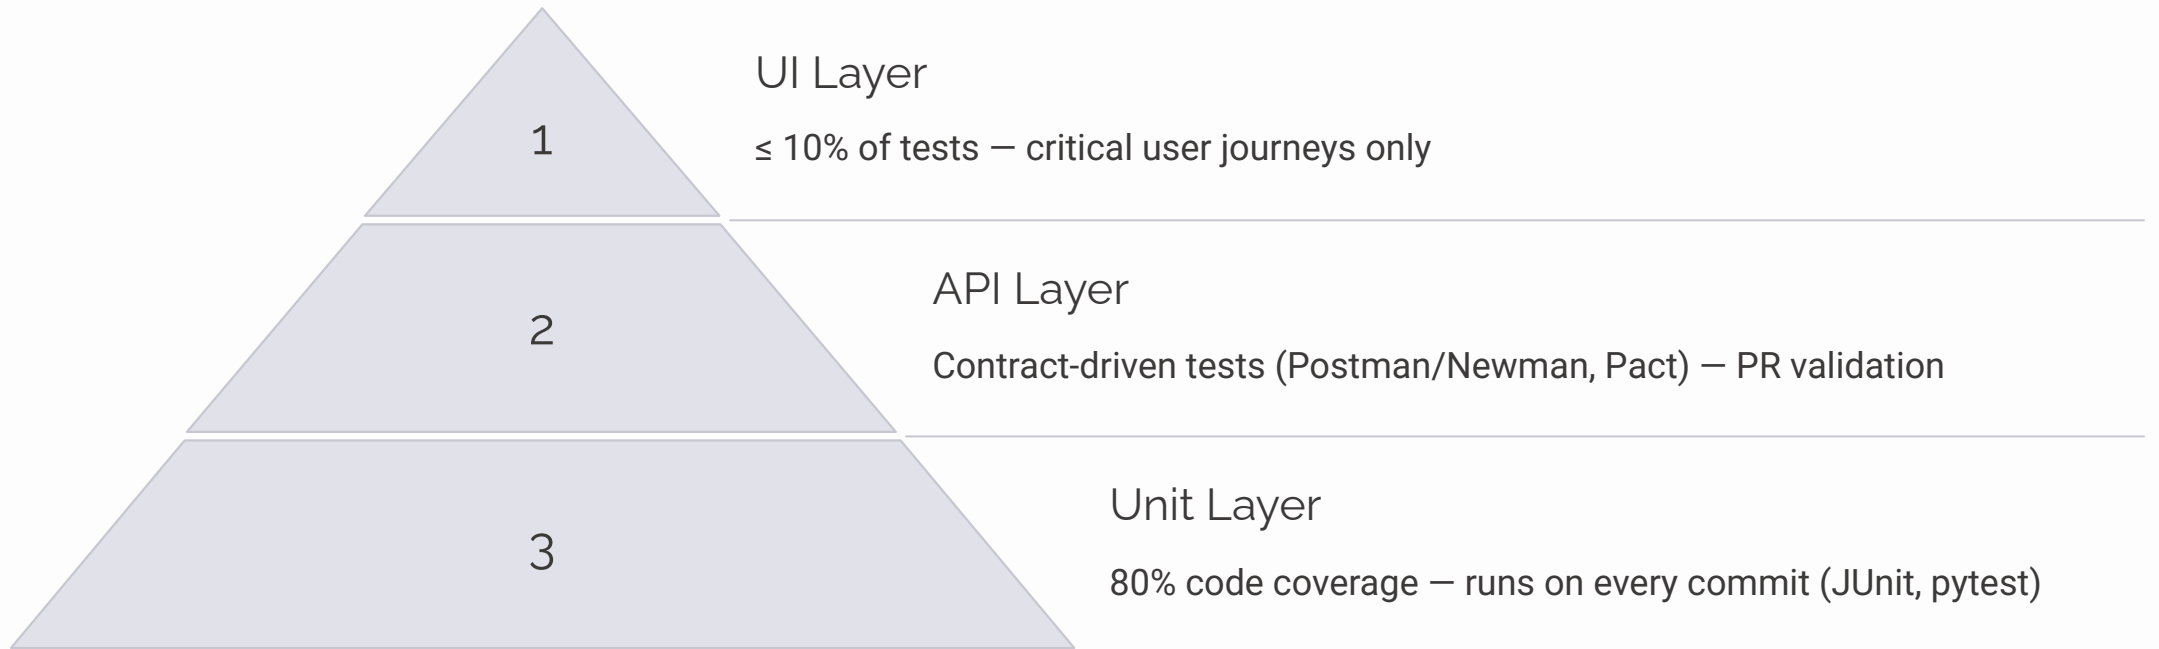 1
UI Layer
≤ 10% of tests — critical user journeys only
2
API Layer
Contract-driven tests (Postman/Newman, Pact) — PR validation
3
Unit Layer
80% code coverage — runs on every commit (JUnit, pytest)